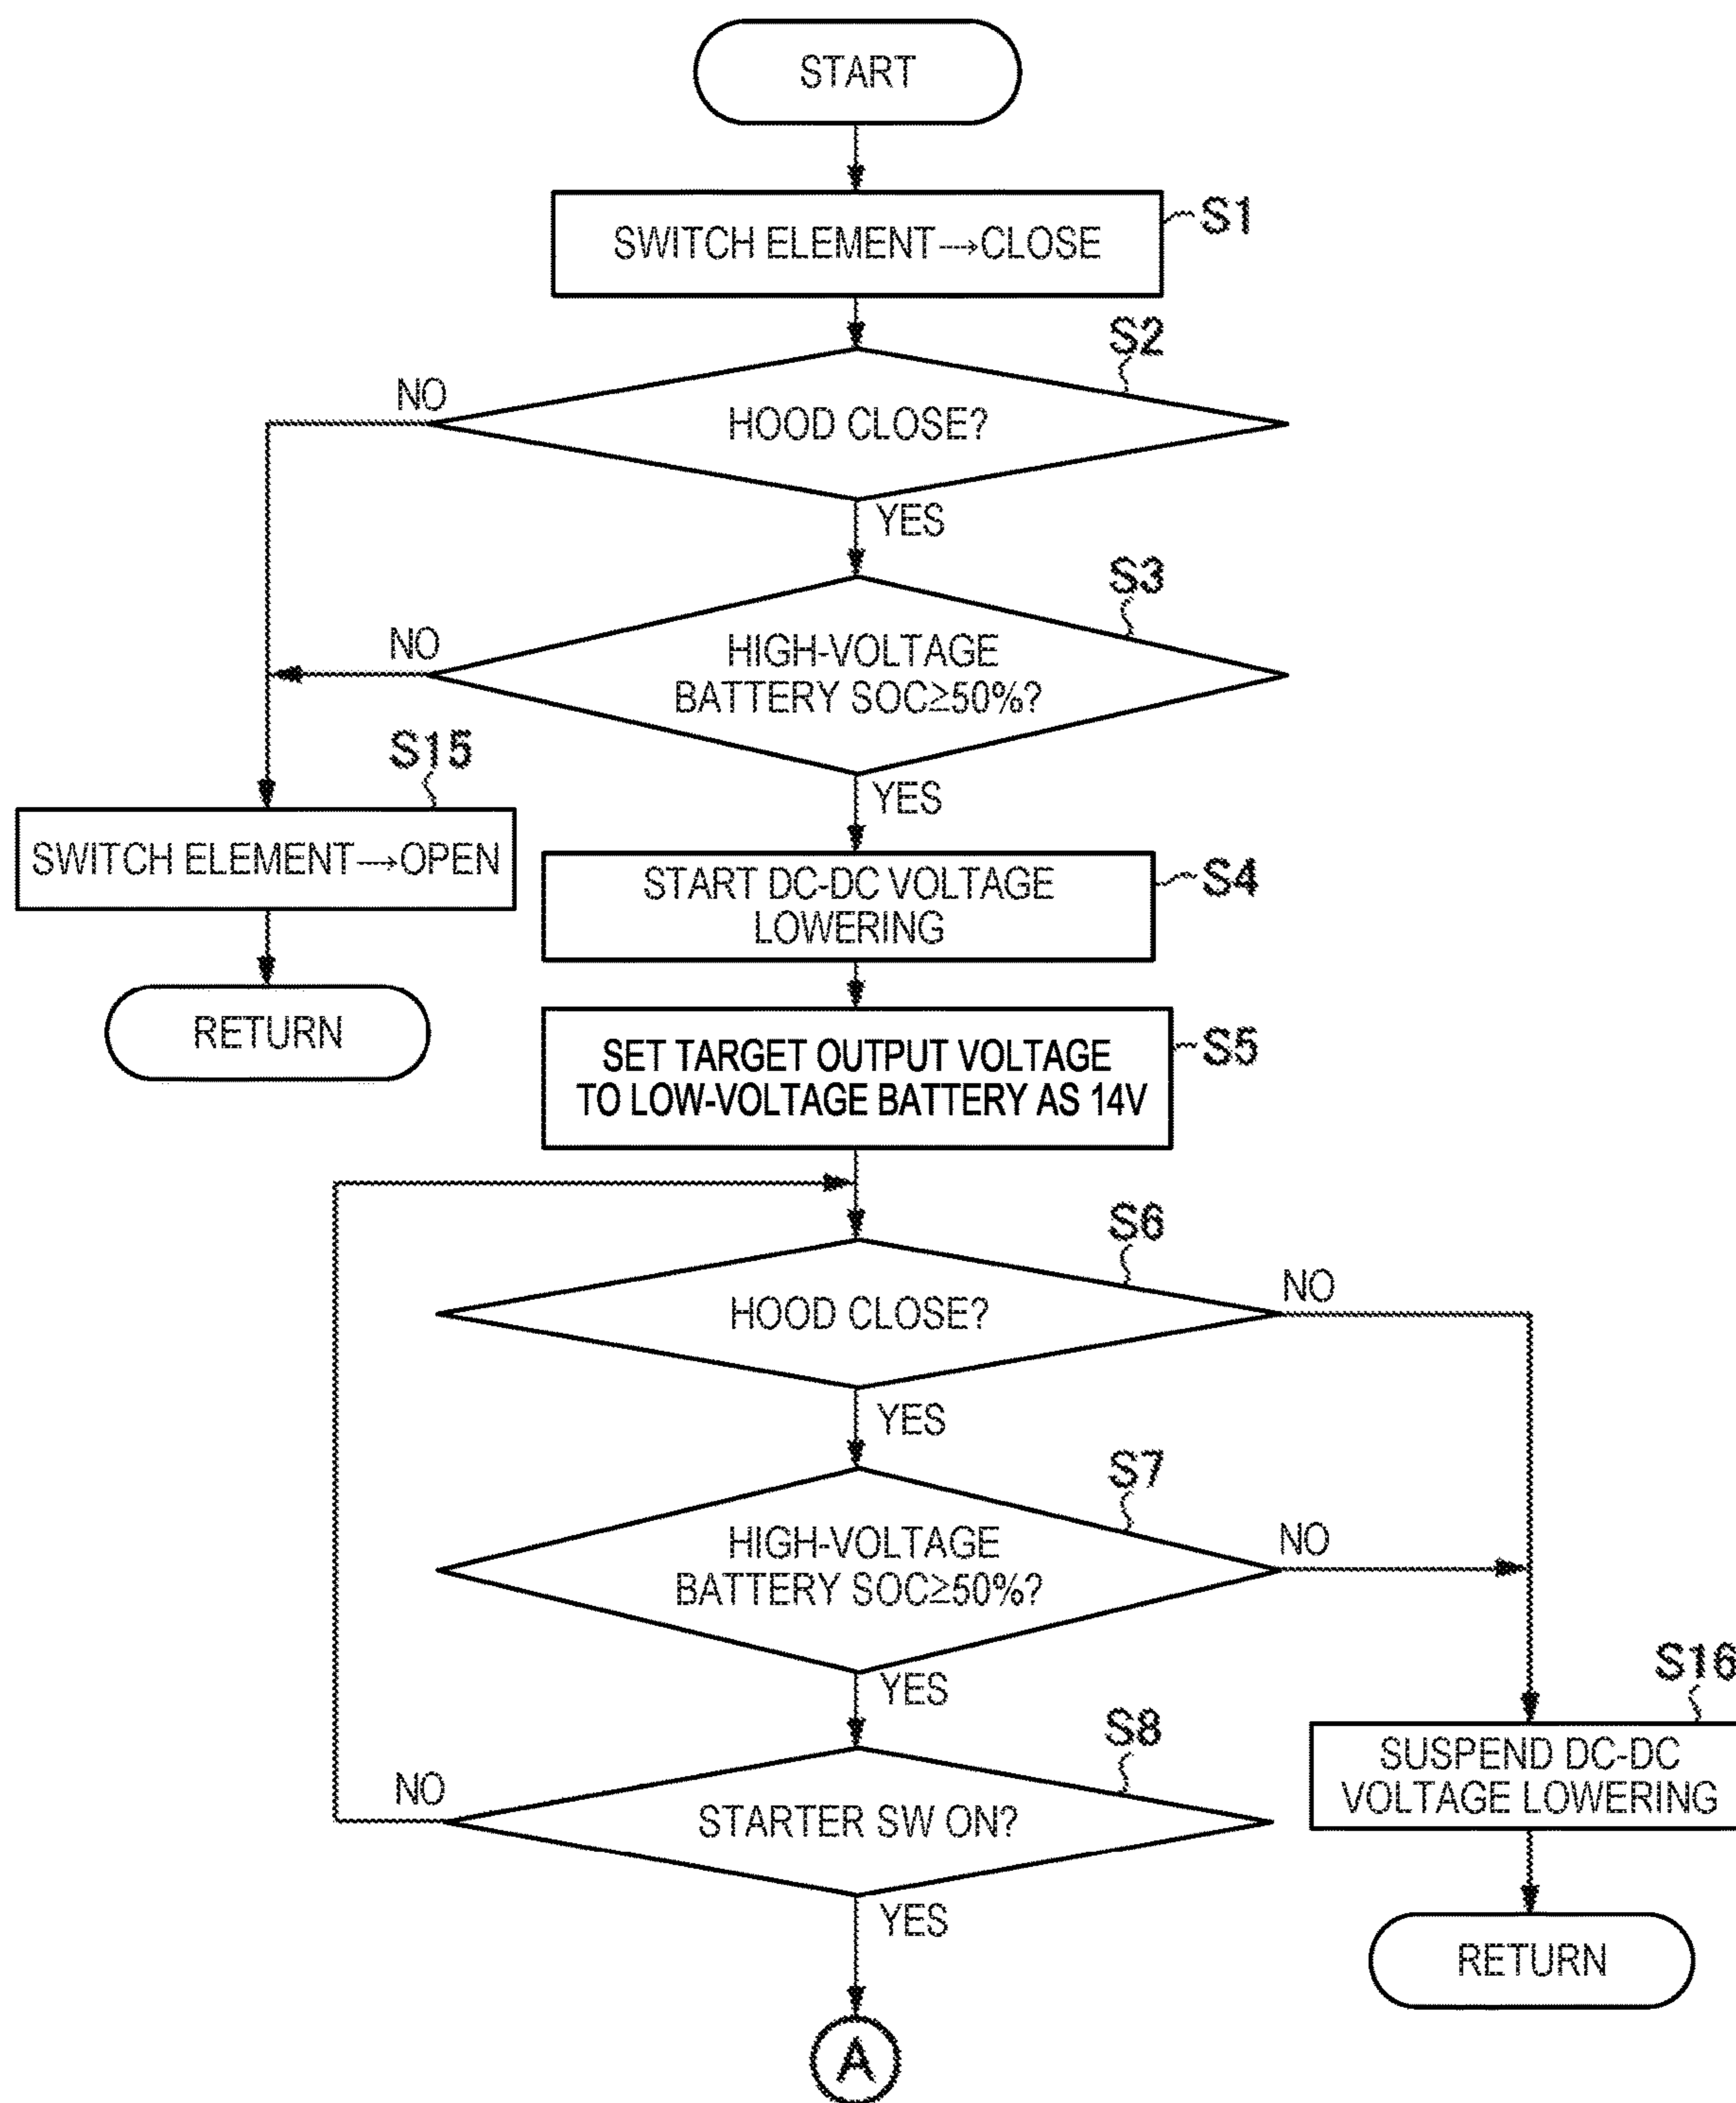 START
SWITCH ELEMENT→CLOSE
S1
S2
NO
HOOD CLOSE?
YES
S3
NO
HIGH-VOLTAGE
BATTERY SOC≥50%?
S15
YES
SWITCH ELEMENT→OPEN
START DC-DC VOLTAGE
LOWERING
S4
RETURN
SET TARGET OUTPUT VOLTAGE
TO LOW-VOLTAGE BATTERY AS 14V
S5
S6
NO
HOOD CLOSE?
YES
S7
HIGH-VOLTAGE
BATTERY SOC≥50%?
NO
S16
YES
S8
SUSPEND DC-DC
VOLTAGE LOWERING
NO
STARTER SW ON?
YES
RETURN
A